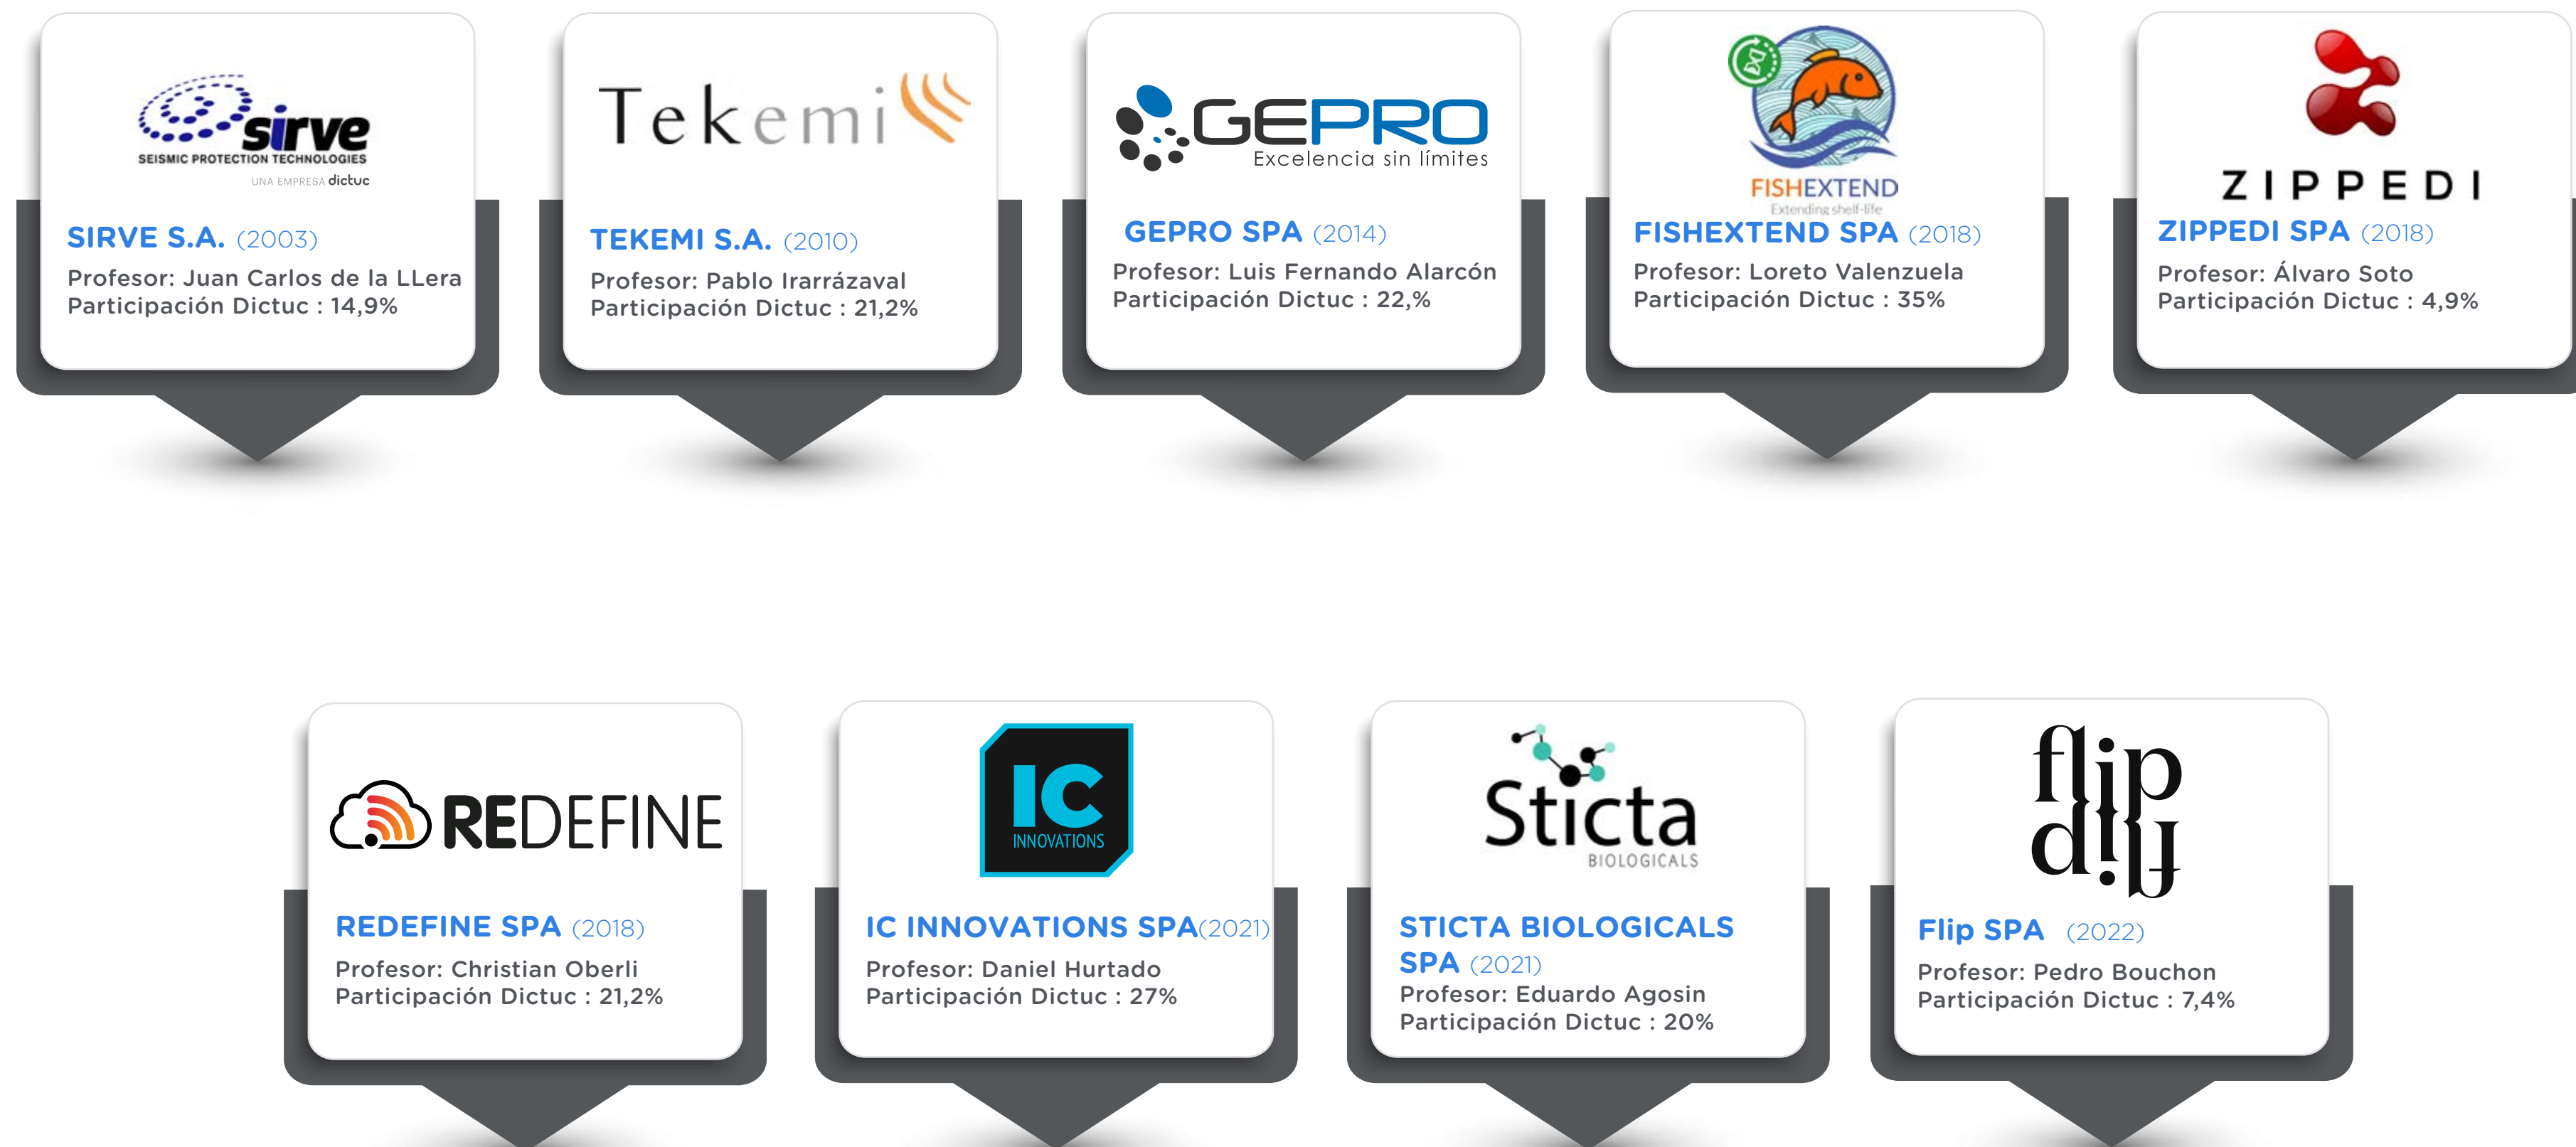 sirve
SEISMIC PROTECTION TECHNOLOGIES
UNA EMPRESA dictuc
SIRVE S.A. (2003)
Profesor: Juan Carlos de la LLera
Participación Dictuc : 14,9%
Tekemi
TEKEMI S.A. (2010)
Profesor: Pablo Irarrázaval
Participación Dictuc : 21,2%
GEPRO
Excelencia sin límites
GEPRO SPA (2014)
Profesor: Luis Fernando Alarcón
Participación Dictuc : 22,%
FISHEXTEND
Extending shelf-life
FISHEXTEND SPA (2018)
Profesor: Loreto Valenzuela
Participación Dictuc : 35%
ZIPPEDI
ZIPPEDI SPA (2018)
Profesor: Álvaro Soto
Participación Dictuc : 4,9%
REDEFINE
REDEFINE SPA (2018)
Profesor: Christian Oberli
Participación Dictuc : 21,2%
IC
INNOVATIONS
IC INNOVATIONS SPA(2021)
Profesor: Daniel Hurtado
Participación Dictuc : 27%
Sticta
BIOLOGICALS
STICTA BIOLOGICALS
SPA (2021)
Profesor: Eduardo Agosin
Participación Dictuc : 20%
flip
flip
Flip SPA (2022)
Profesor: Pedro Bouchon
Participación Dictuc : 7,4%